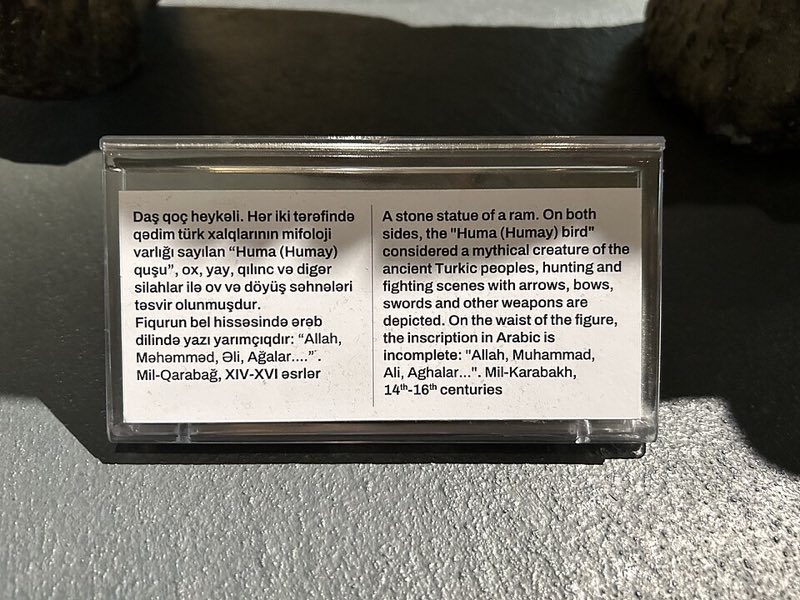 Daş qoç heykəli. Hər iki tərəfində
qədim türk xalqlarının mifoloji
varlığı sayılan “Huma (Humay)
quşu”, ox, yay, qılınc və digər
silahlar ilə ov və döyüş səhnələri
təsvir olunmuşdur.
Fiqurun bel hissəsində ərəb
dilində yazı yarımçıqdır: “Allah,
Məhəmməd, Əli, Ağalar....”.
Mil-Qarabağ, XIV-XVI əsrlər
A stone statue of a ram. On both
sides, the "Huma (Humay) bird"
considered a mythical creature of the
ancient Turkic peoples, hunting and
fighting scenes with arrows, bows,
swords and other weapons are
depicted. On the waist of the figure,
the inscription in Arabic is
incomplete: "Allah, Muhammad,
Ali, Aghalar...". Mil-Karabakh,
14th-16th centuries